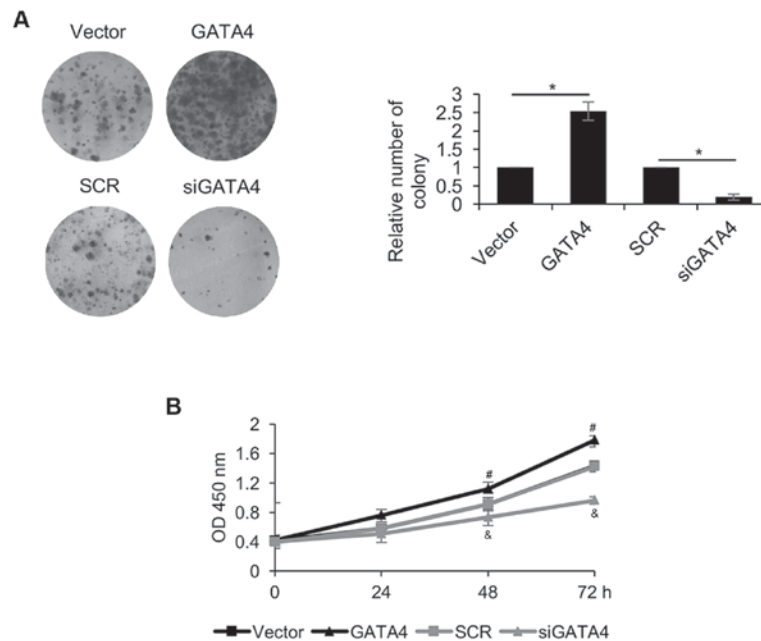 A
Vector
GATA4
SCR
siGATA4
Relative number of
colony
3
2.5
2
1.5
1
0.5
0
*
*
Vector
GATA4
SCR
siGATA4
B
OD 450 nm
2
1.6
1.2
0.8
0.4
0
#
#
&
&
0
24
48
72 h
Vector
GATA4
SCR
siGATA4